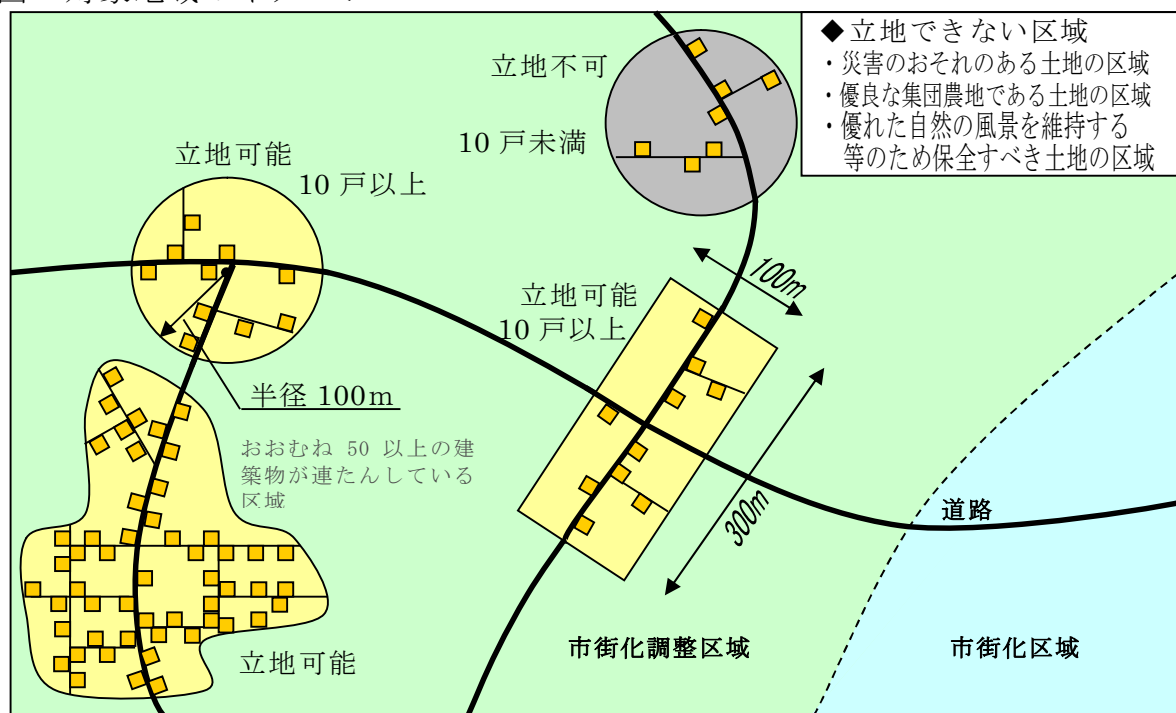 ◆立地できない区域
・災害のおそれのある土地の区域
・優良な集団農地である土地の区域
・優れた自然の風景を維持する
等のため保全すべき土地の区域
立地不可
10 戸未満
立地可能
10 戸以上
100m
立地可能
10 戸以上
半径 100m
おおむね 50 以上の建
築物が連たんしている
区域
300m
道路
立地可能
市街化調整区域
市街化区域